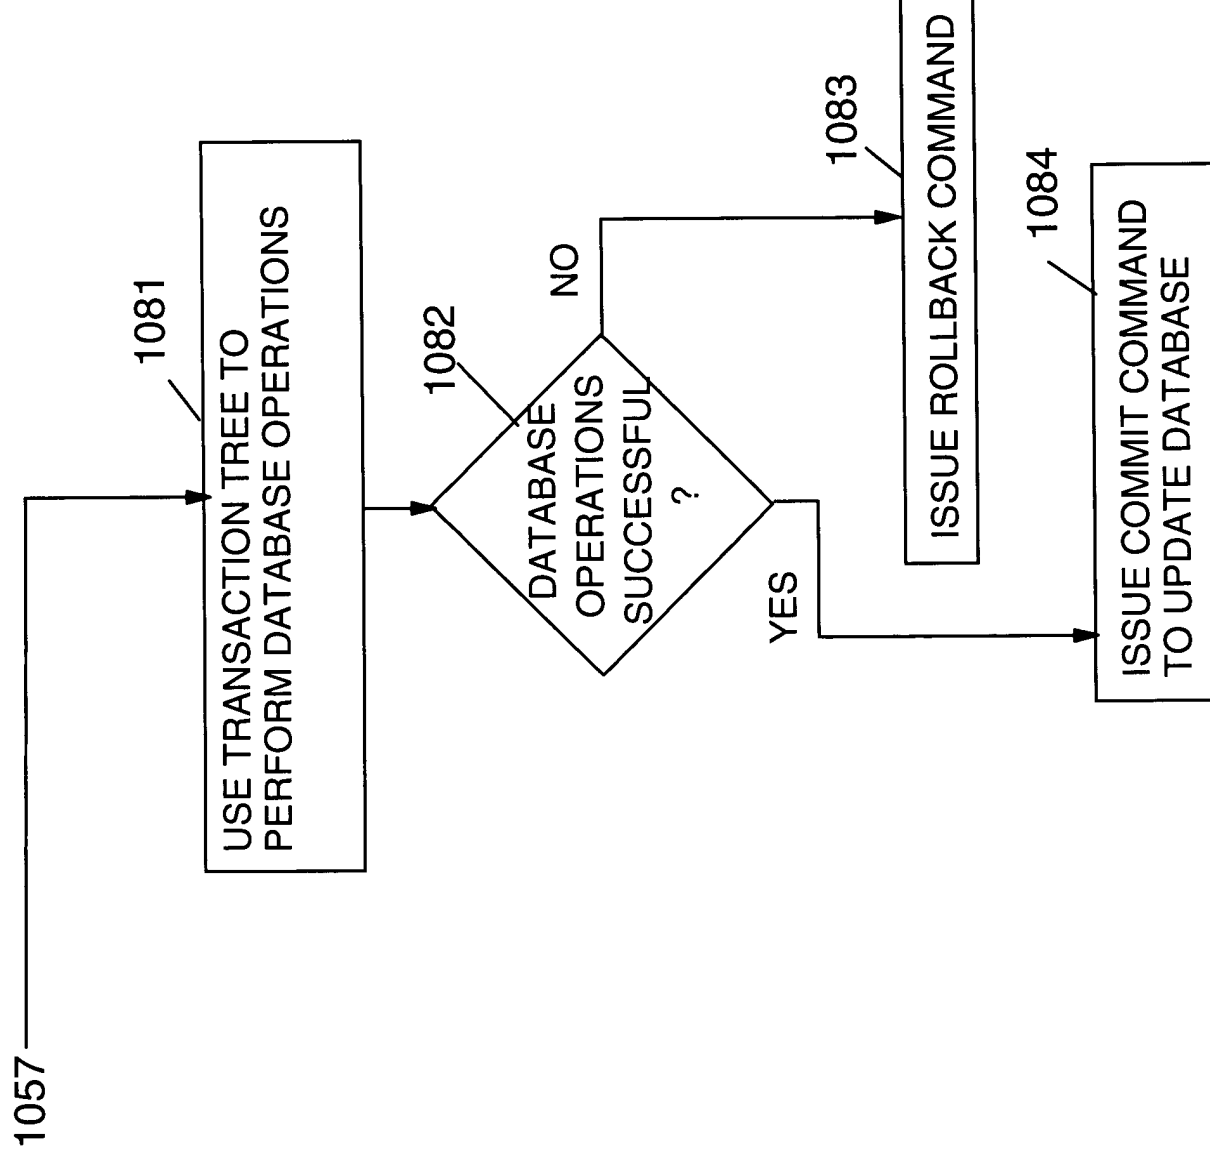 1057
1081
USE TRANSACTION TREE TO
PERFORM DATABASE OPERATIONS
1082
DATABASE
OPERATIONS
SUCCESSFUL
?
NO
YES
1083
ISSUE ROLLBACK COMMAND
1084
ISSUE COMMIT COMMAND
TO UPDATE DATABASE